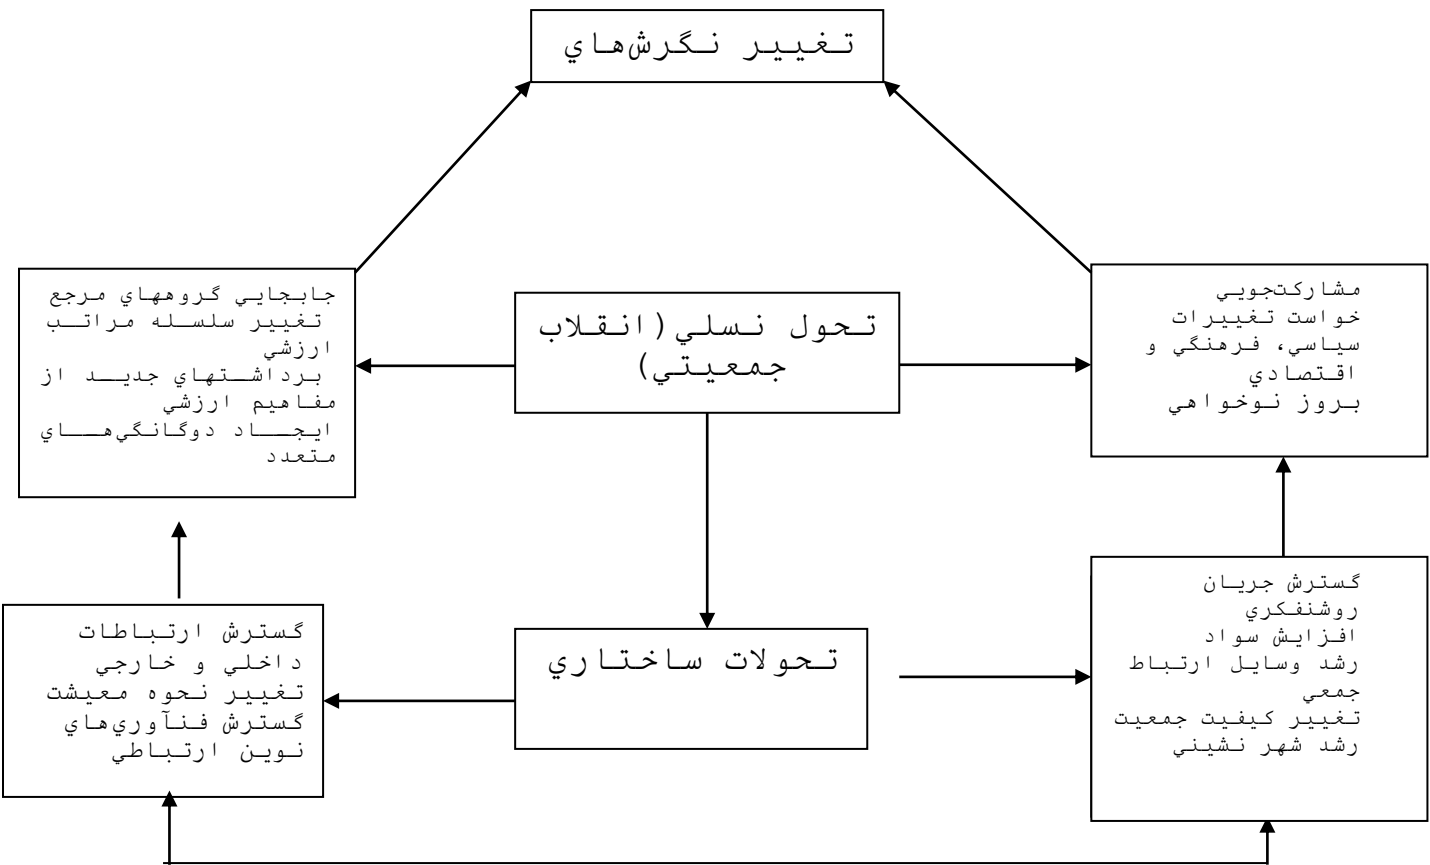 تغيير نگرش‌هاي
مشاركت‌جويي
خواست تغييرات
سياسي، فرهنگي و
اقتصادي
بروز نوخواهي
تحول نسلي (انقلاب
جمعيتي)
جابجايي گروههاي مرجع
تغيير سلسله مراتب
ارزشي
برداشتهاي جديد از
مفاهيم ارزشي
ايجاد دوگانگي‌هاي
متعدد
گسترش جريان
روشنفكري
افزايش سواد
رشد وسايل ارتباط
جمعي
تغيير كيفيت جمعيت
رشد شهر نشيني
تحولات ساختاري
گسترش ارتباطات
داخلي و خارجي
تغيير نحوه معيشت
گسترش فنآوري‌هاي
نوين ارتباطي